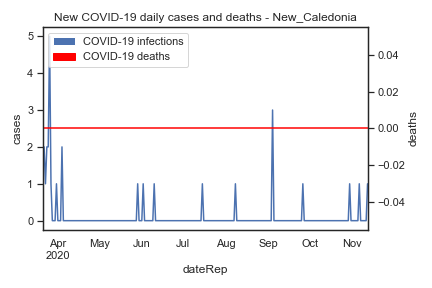 New COVID-19 daily cases and deaths - New_Caledonia
COVID-19 infections
COVID-19 deaths
5
4
3
2
1
0
cases
0.04
0.02
0.00
−0.02
−0.04
deaths
Apr May Jun Jul Aug Sep Oct Nov
2020
dateRep